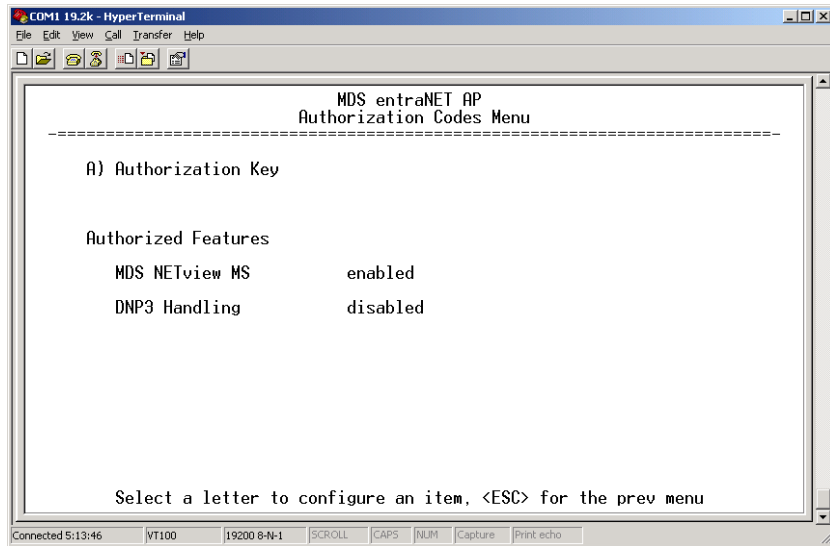 COM1 19.2k - HyperTerminal
File Edit View Call Transfer Help
MDS entraNET AP
Authorization Codes Menu
-==========================================================================-
A) Authorization Key
Authorized Features
MDS NETview MS enabled
DNP3 Handling disabled
Select a letter to configure an item, <ESC> for the prev menu
Connected 5:13:46 VT100 19200 8-N-1 SCROLL CAPS NUM Capture Print echo